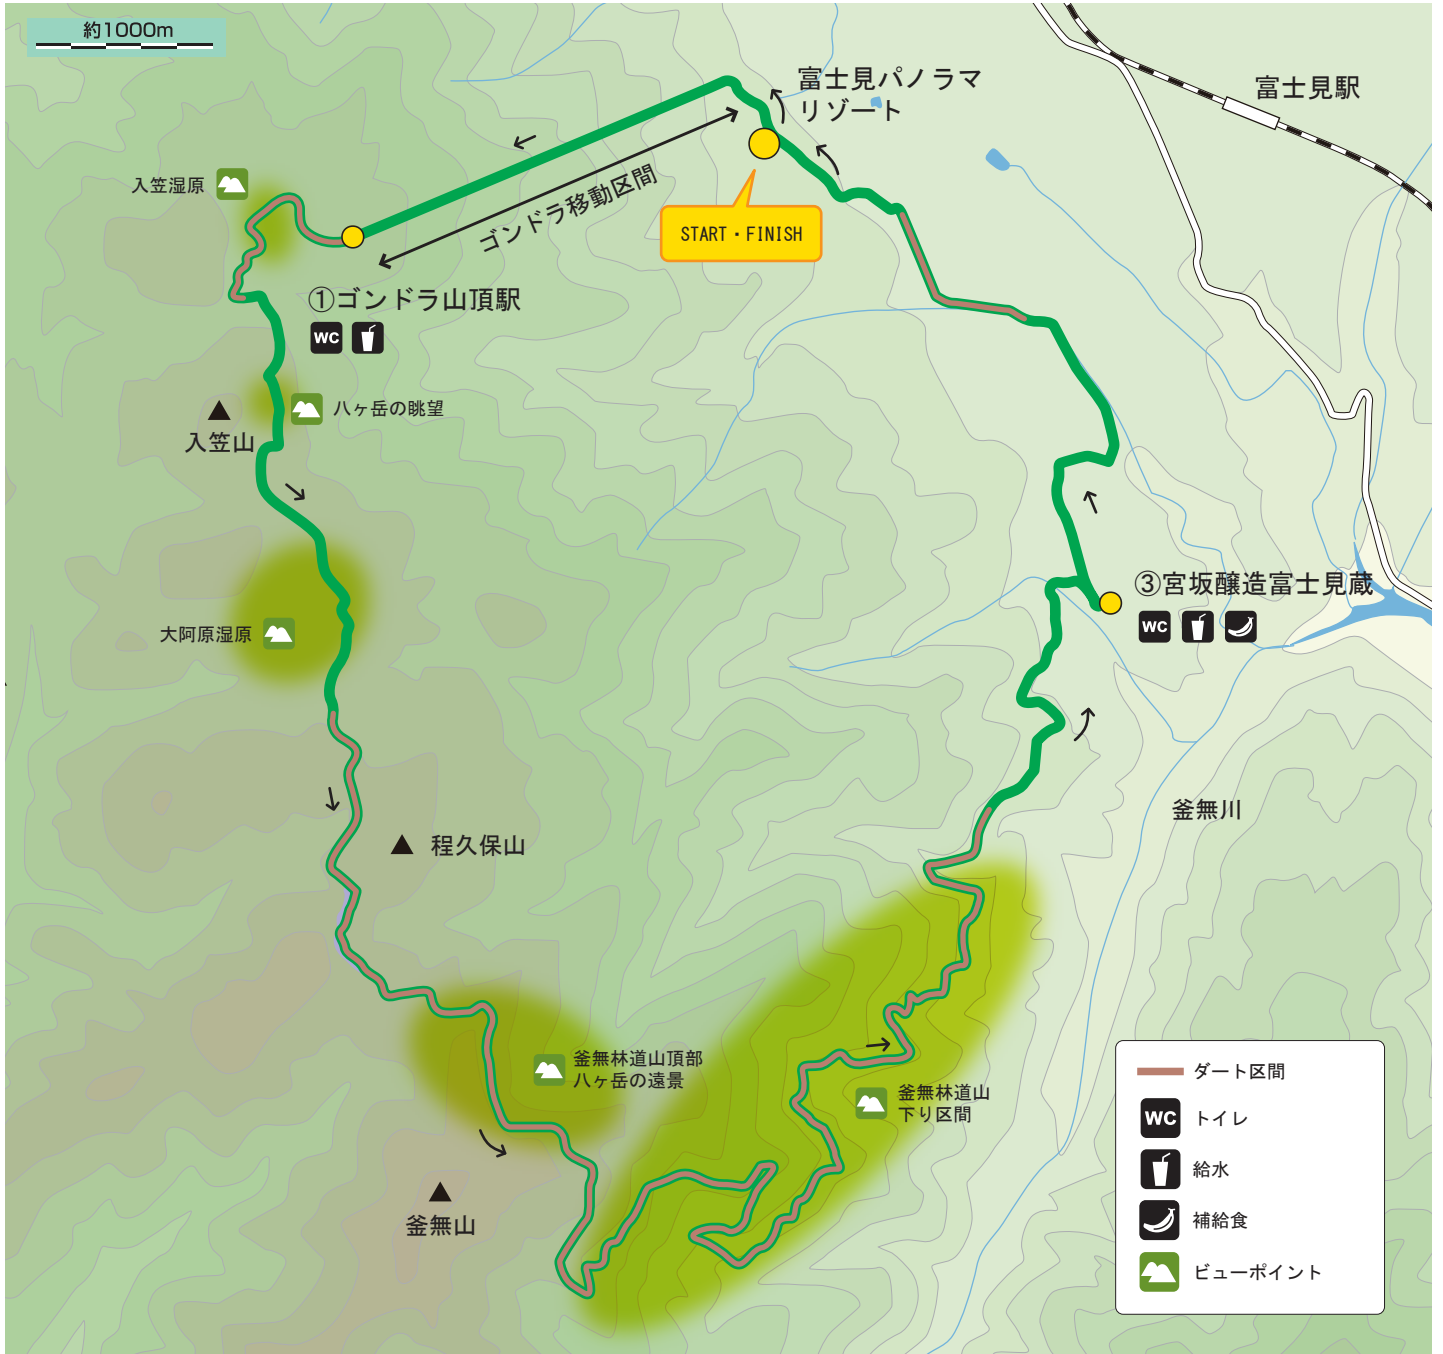 約1000m
富士見パノラマ
リゾート
富士見駅
入笠湿原
ゴンドラ移動区間
START・FINISH
①ゴンドラ山頂駅
WC
八ヶ岳の眺望
入笠山
大阿原湿原
③宮坂醸造富士見蔵
WC
程久保山
釜無川
釜無林道山頂部
八ヶ岳の遠景
釜無林道山
下り区間
釜無山
ダート区間
WC トイレ
給水
補給食
ビューポイント